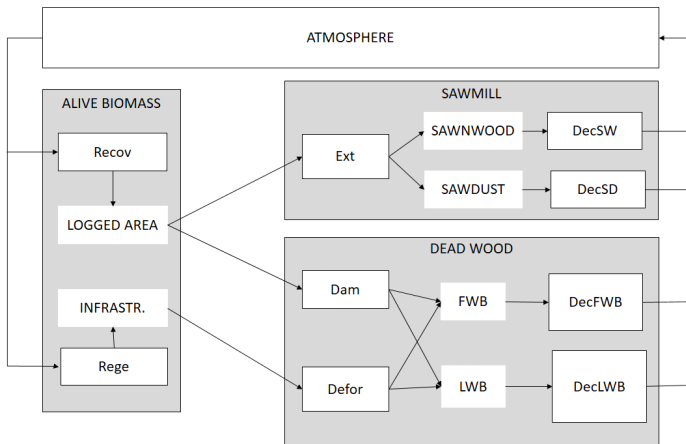 ATMOSPHERE
ALIVE BIOMASS
Recov
LOGGED AREA
INFRASTR.
Rege
SAWMILL
Ext
SAWNWOOD
DecSW
SAWDUST
DecSD
DEAD WOOD
Dam
FWB
DecFWB
Defor
LWB
DecLWB